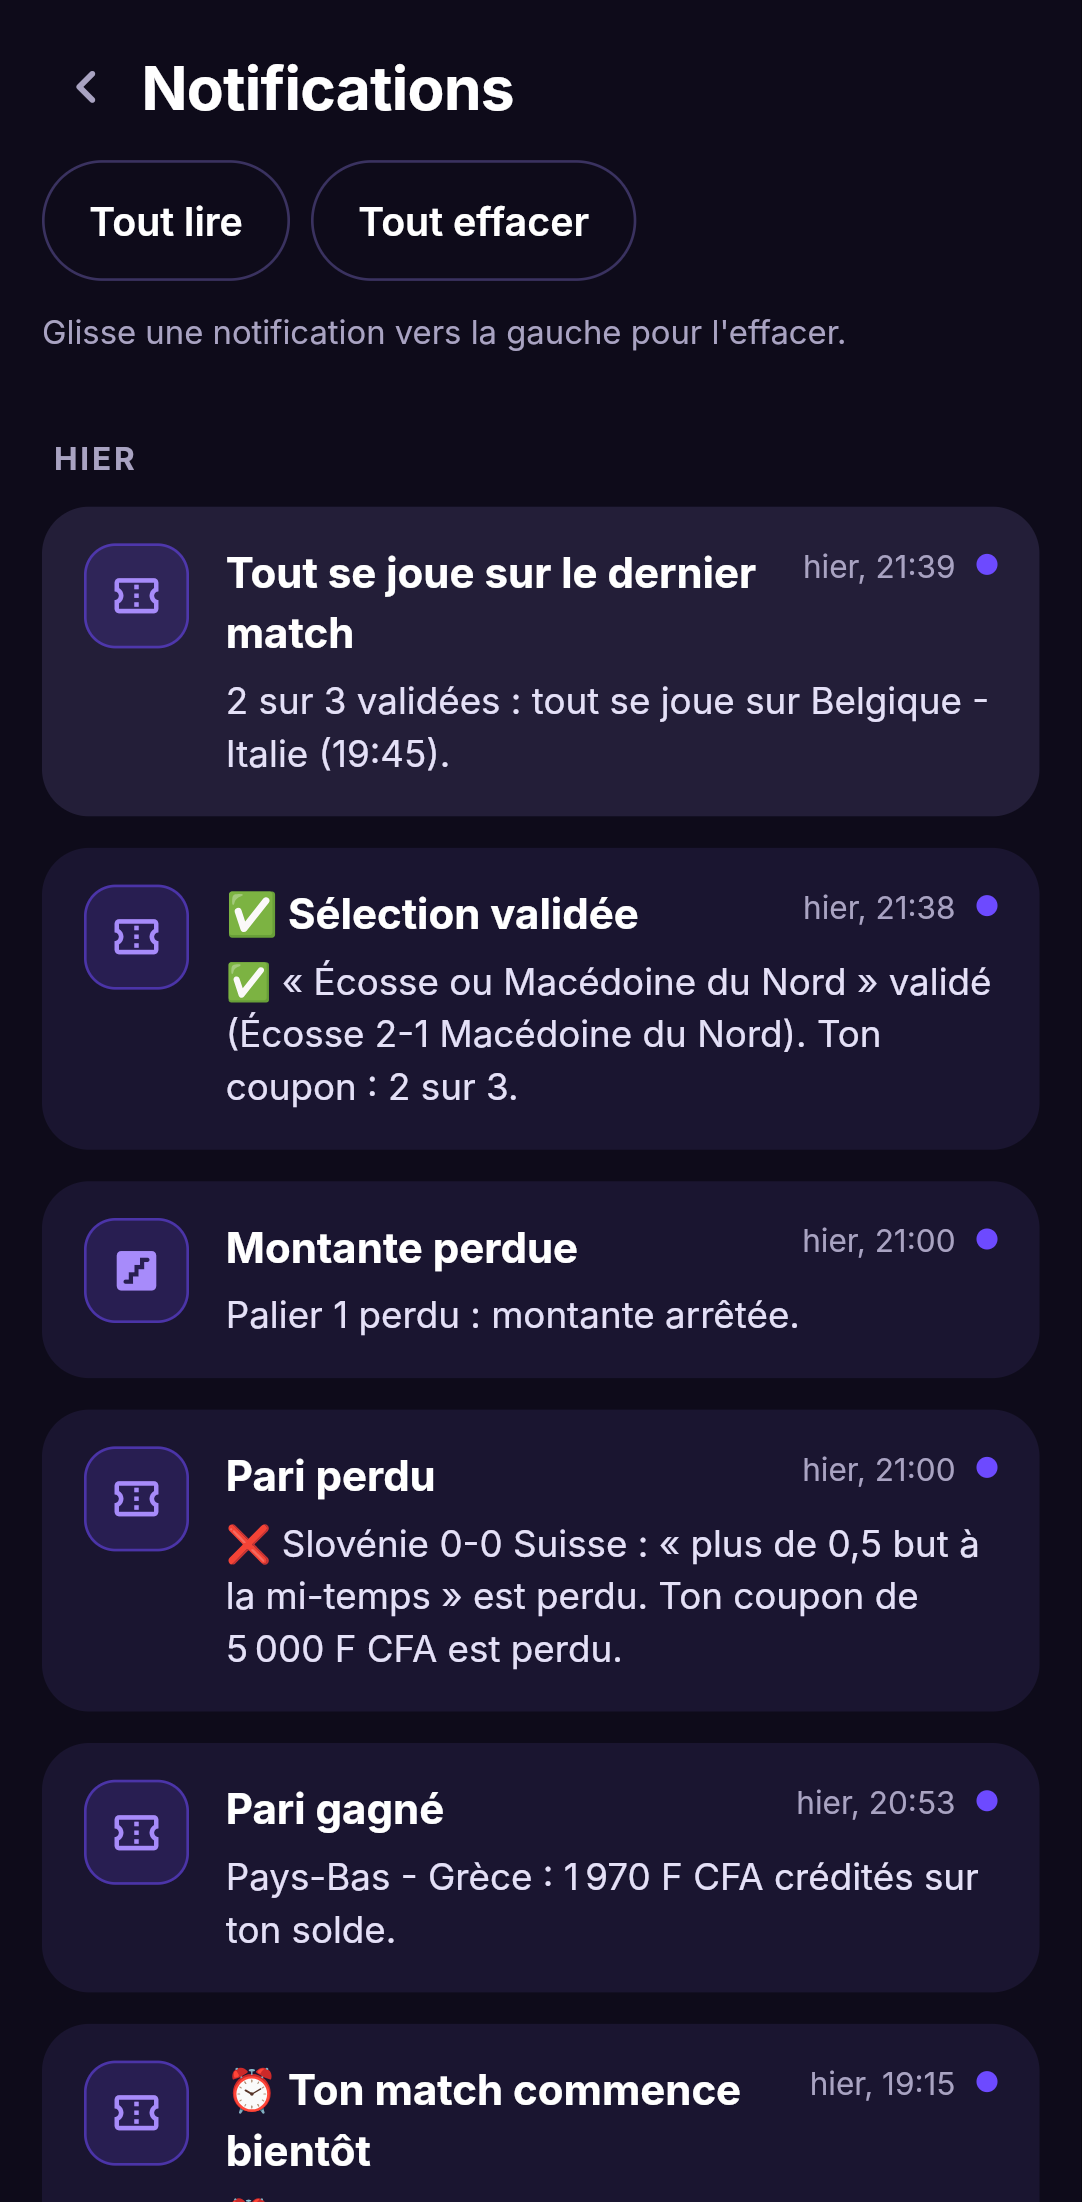 Notifications
Tout lire
Tout effacer
Glisse une notification vers la gauche pour l'effacer.
HIER
Tout se joue sur le dernier
match
hier, 21:39
2 sur 3 validées : tout se joue sur Belgique -
Italie (19:45).
✅ Sélection validée
hier, 21:38
✅ « Écosse ou Macédoine du Nord » validé
(Écosse 2-1 Macédoine du Nord). Ton
coupon : 2 sur 3.
Montante perdue
hier, 21:00
Palier 1 perdu : montante arrêtée.
Pari perdu
hier, 21:00
❌ Slovénie 0-0 Suisse : « plus de 0,5 but à
la mi-temps » est perdu. Ton coupon de
5 000 F CFA est perdu.
Pari gagné
hier, 20:53
Pays-Bas - Grèce : 1 970 F CFA crédités sur
ton solde.
⏰ Ton match commence
bientôt
hier, 19:15